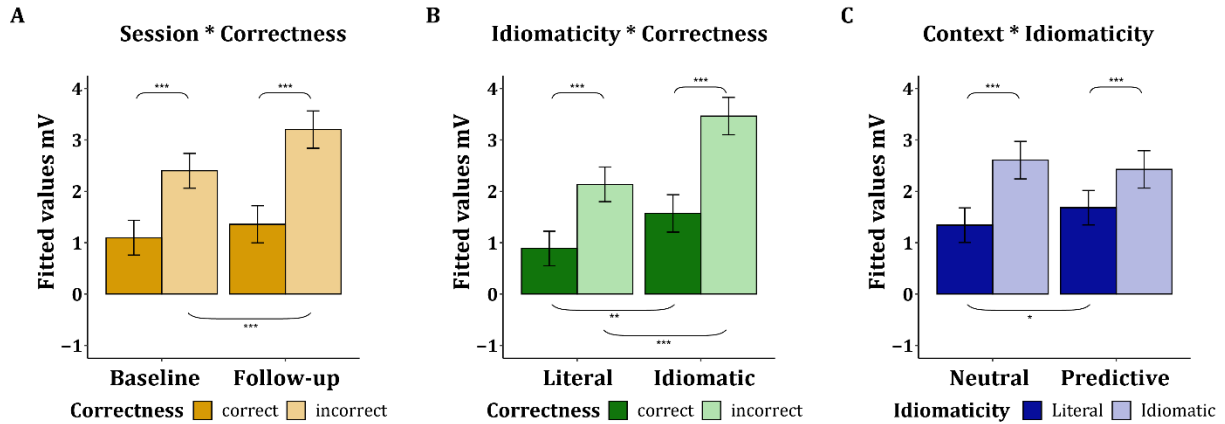 A
Session * Correctness
Fitted values mV
4
3
2
1
0
−1
***
***
***
Baseline
Follow-up
Correctness correct incorrect
B
Idiomaticity * Correctness
Fitted values mV
4
3
2
1
0
−1
***
***
**
***
Literal
Idiomatic
Correctness correct incorrect
C
Context * Idiomaticity
Fitted values mV
4
3
2
1
0
−1
***
***
*
Neutral
Predictive
Idiomaticity Literal Idiomatic